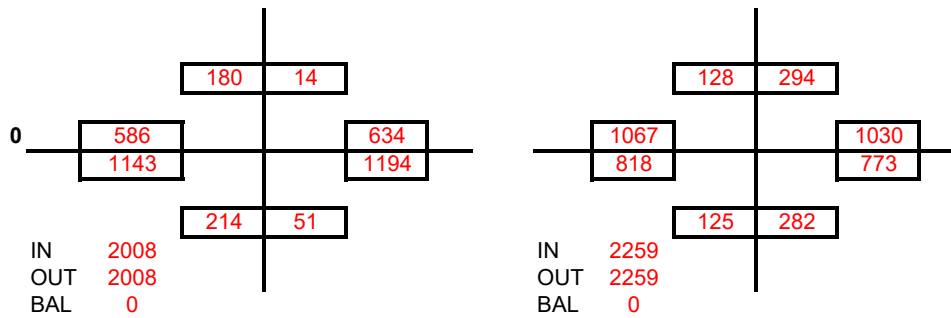 180 14 128 294
0 586 634 1067 1030
1143 1194 818 773
214 51 125 282
IN 2008 IN 2259
OUT 2008 OUT 2259
BAL 0 BAL 0